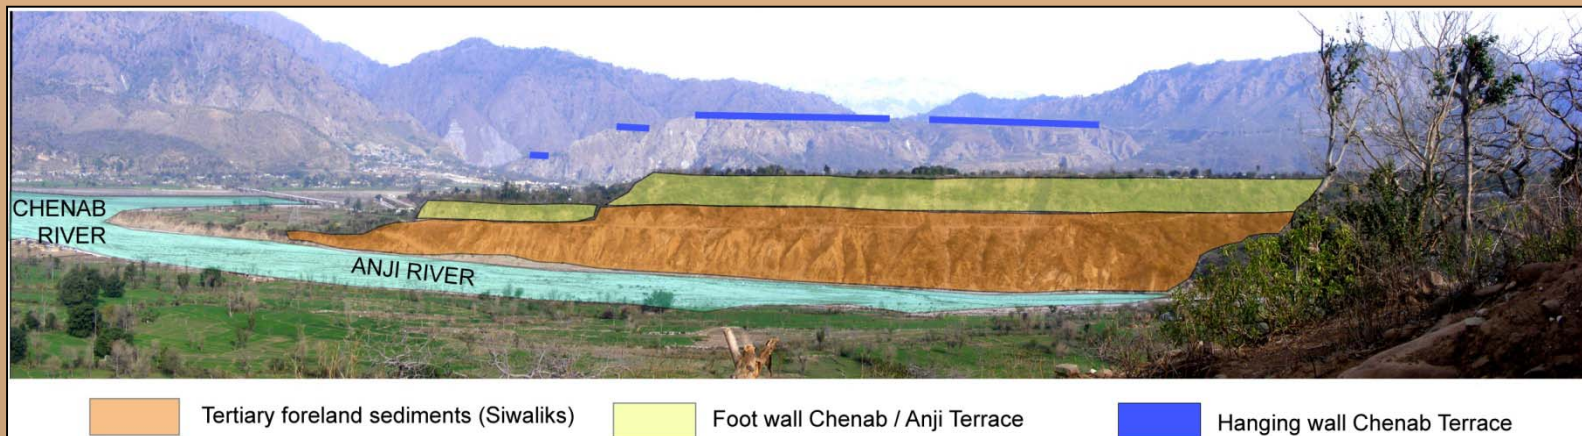 CHENAB
RIVER
ANJI RIVER
Tertiary foreland sediments (Siwaliks)
Foot wall Chenab / Anji Terrace
Hanging wall Chenab Terrace